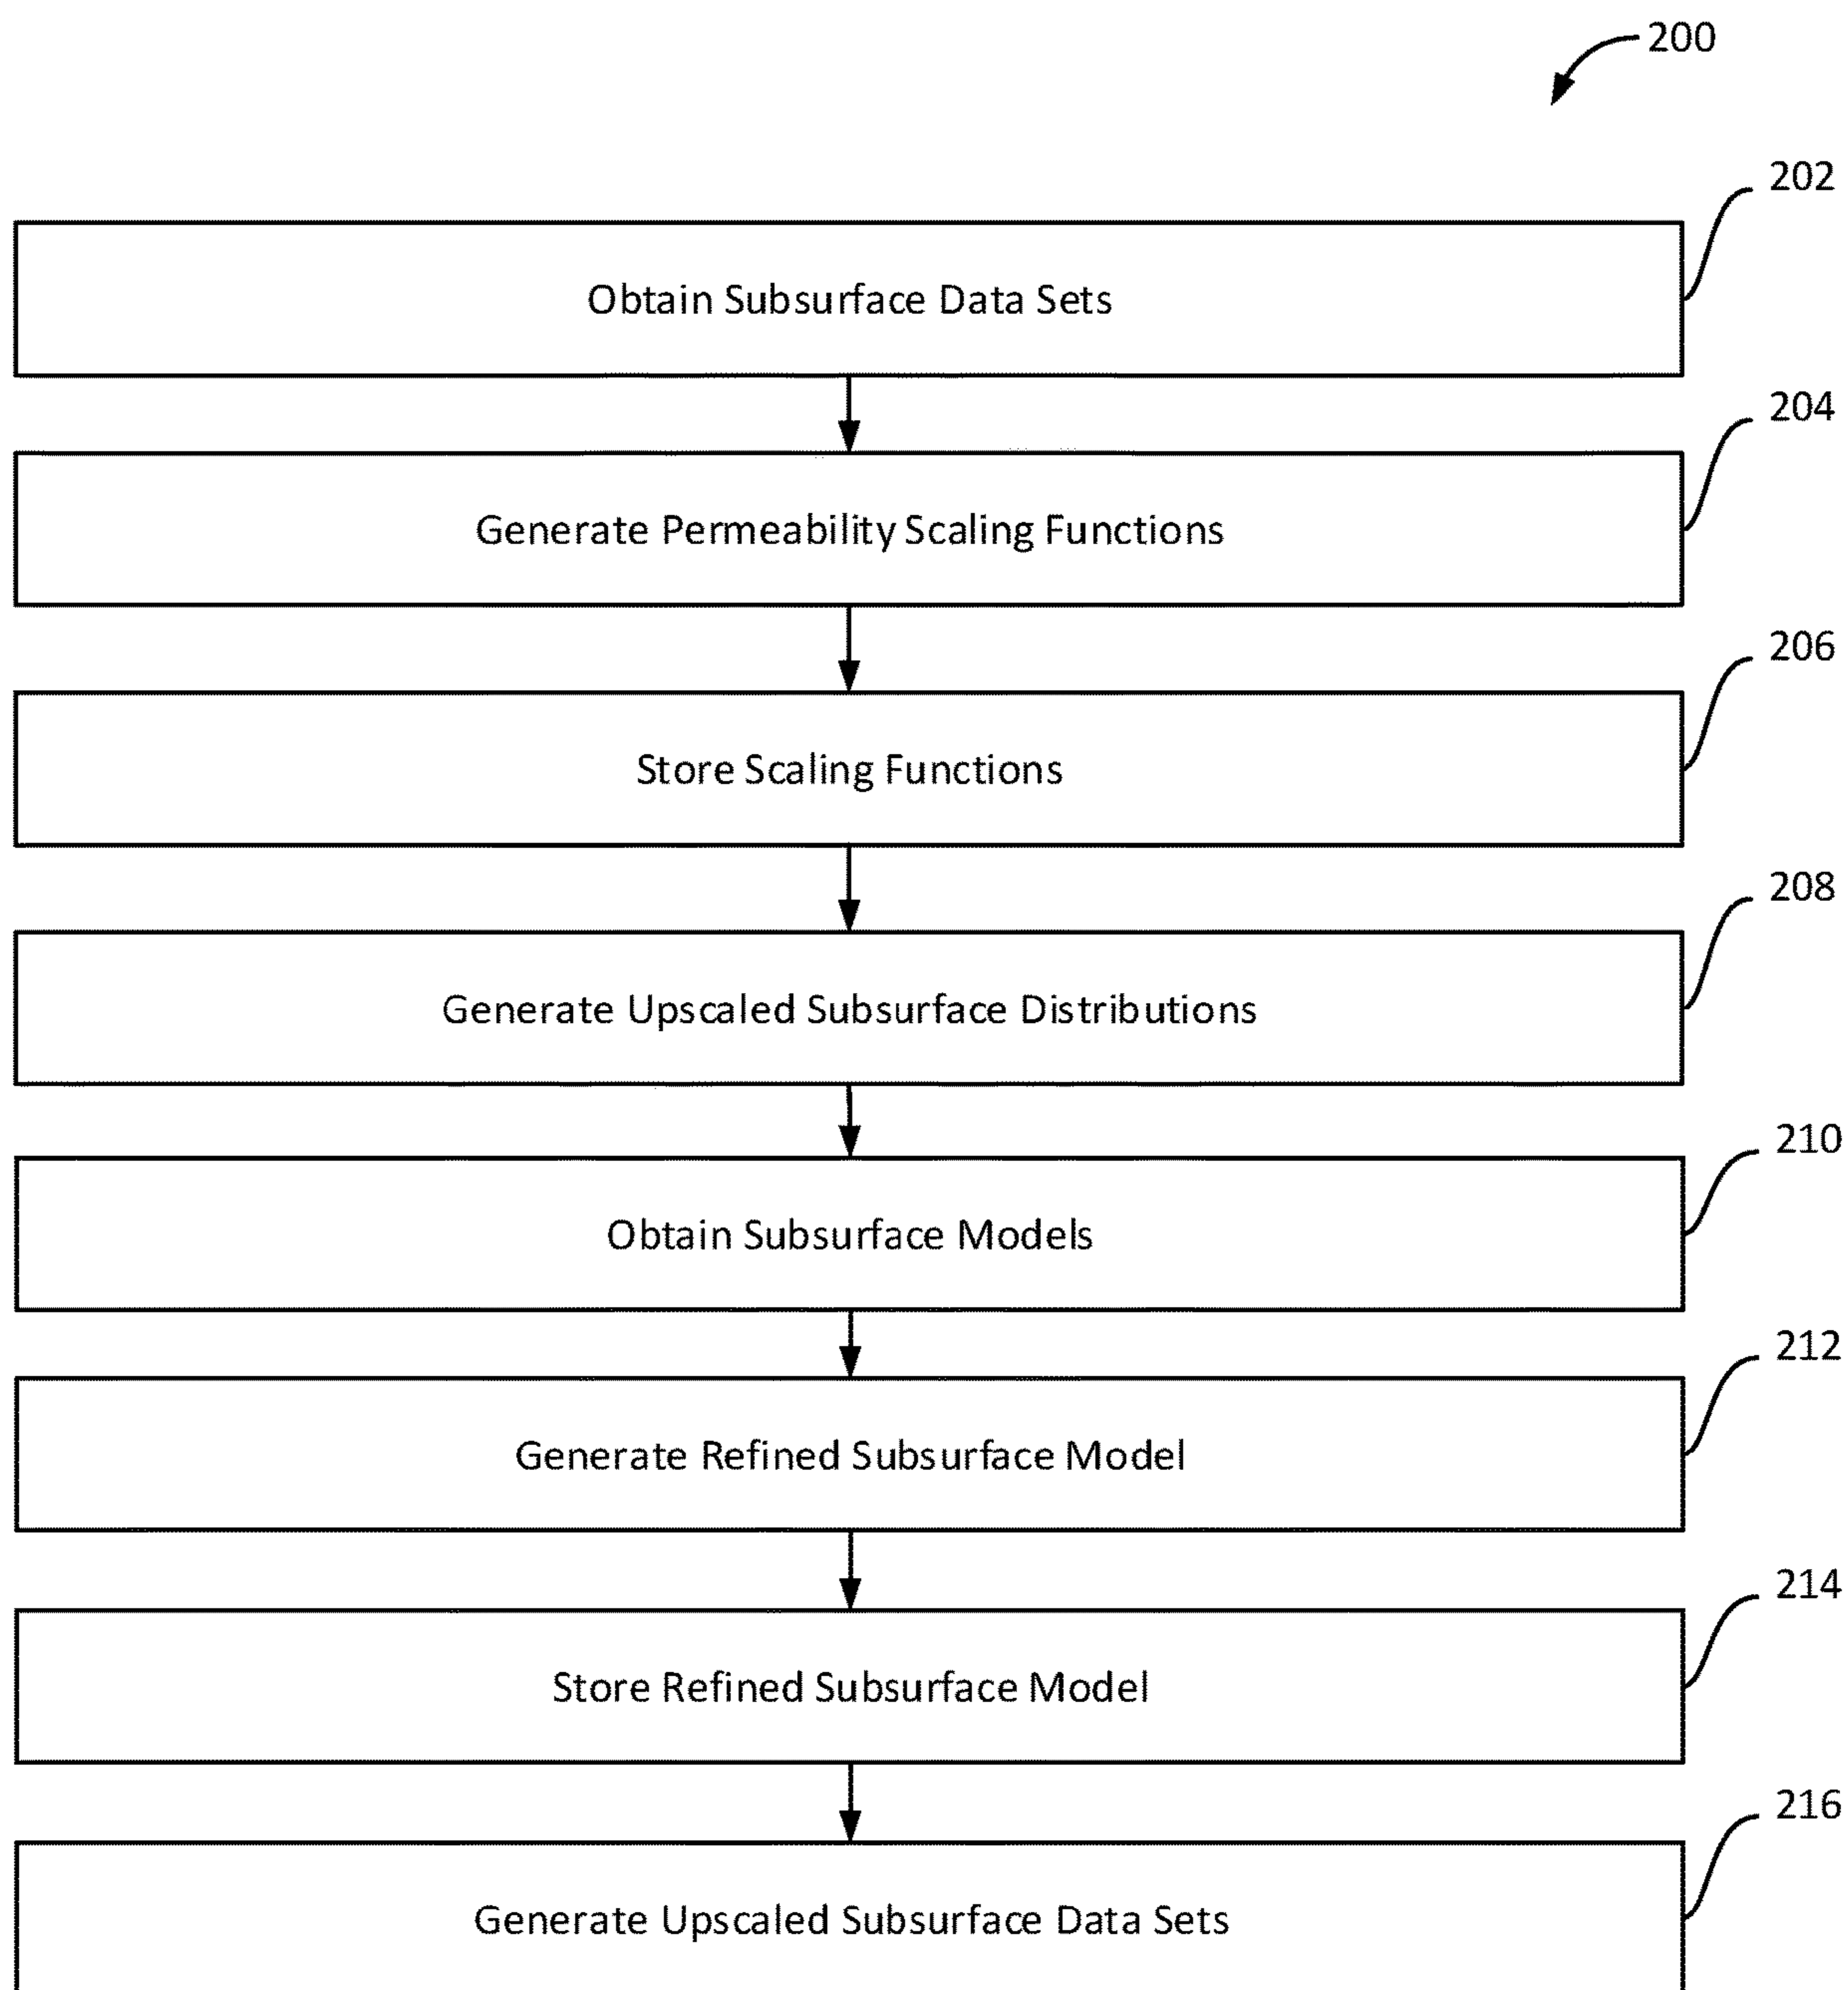 200
202
Obtain Subsurface Data Sets
204
Generate Permeability Scaling Functions
206
Store Scaling Functions
208
Generate Upscaled Subsurface Distributions
210
Obtain Subsurface Models
212
Generate Refined Subsurface Model
214
Store Refined Subsurface Model
216
Generate Upscaled Subsurface Data Sets